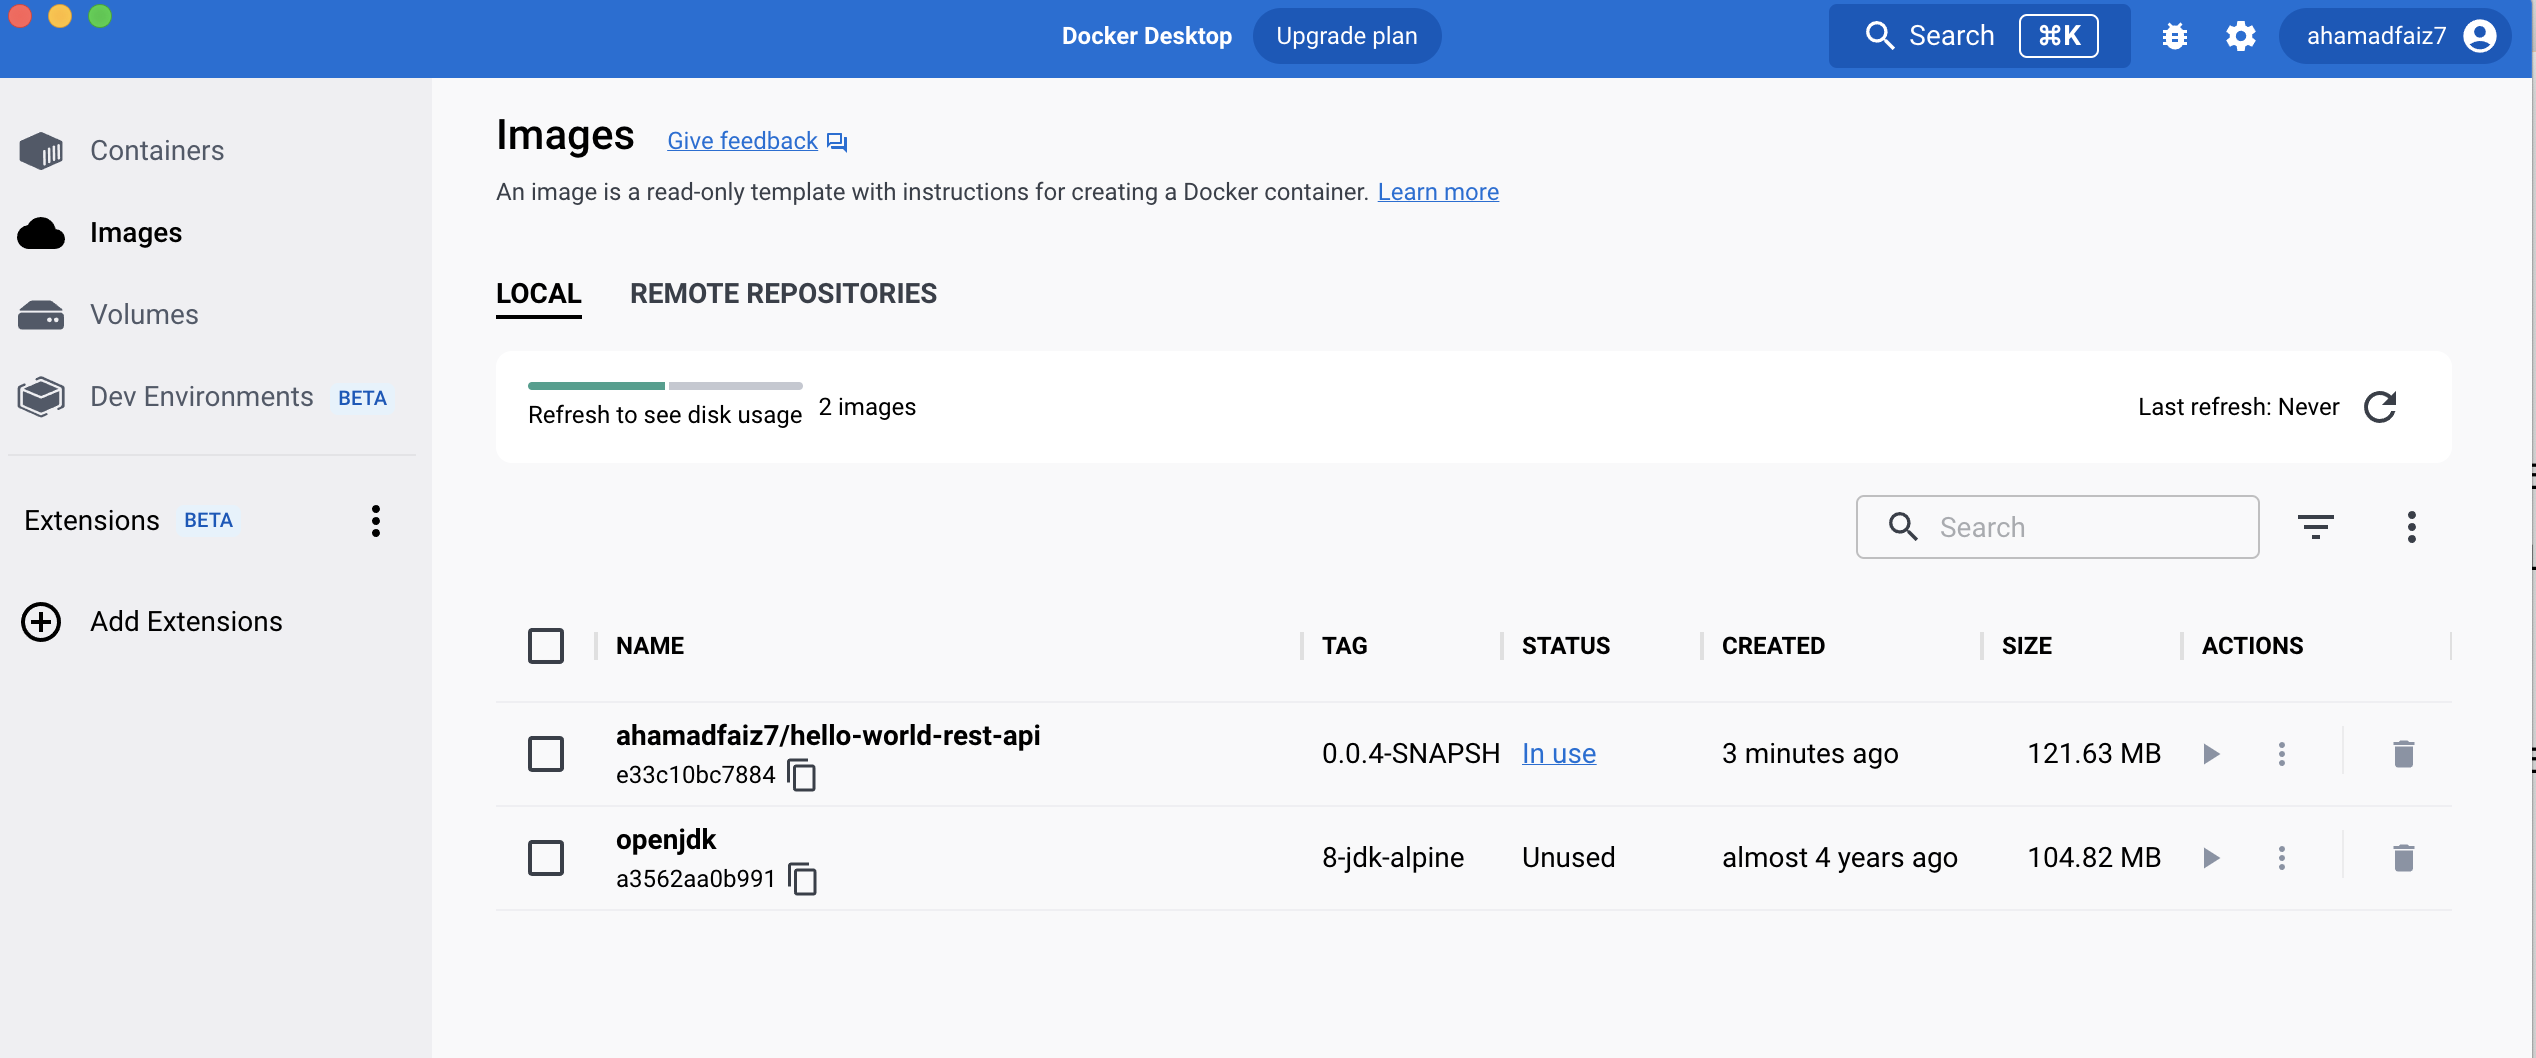 Docker Desktop Upgrade plan Search ⌘K ahamadfaiz7
Containers
Images
Volumes
Dev Environments BETA
Extensions BETA
Add Extensions
Images Give feedback
An image is a read-only template with instructions for creating a Docker container. Learn more
LOCAL REMOTE REPOSITORIES
Refresh to see disk usage 2 images Last refresh: Never
Search
NAME TAG STATUS CREATED SIZE ACTIONS
ahamadfaiz7/hello-world-rest-api
e33c10bc7884
0.0.4-SNAPSH In use 3 minutes ago 121.63 MB
openjdk
a3562aa0b991
8-jdk-alpine Unused almost 4 years ago 104.82 MB